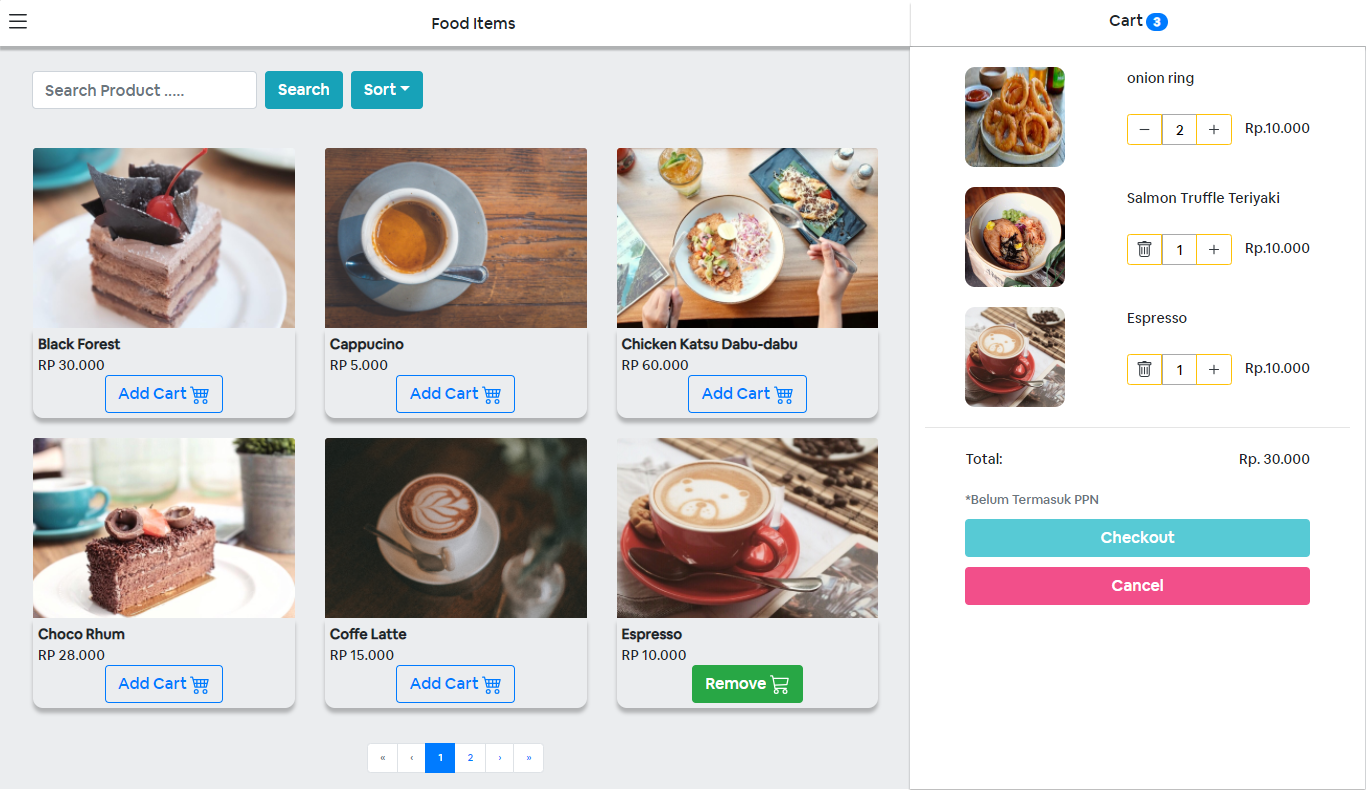 Food Items
Cart 3
Search Product .....
Search
Sort
Black Forest
RP 30.000
Add Cart
Cappucino
RP 5.000
Add Cart
Chicken Katsu Dabu-dabu
RP 60.000
Add Cart
Choco Rhum
RP 28.000
Add Cart
Coffe Latte
RP 15.000
Add Cart
Espresso
RP 10.000
Remove
« ‹ 1 2 › »
onion ring
− 2 + Rp.10.000
Salmon Truffle Teriyaki
1 + Rp.10.000
Espresso
1 + Rp.10.000
Total: Rp. 30.000
*Belum Termasuk PPN
Checkout
Cancel